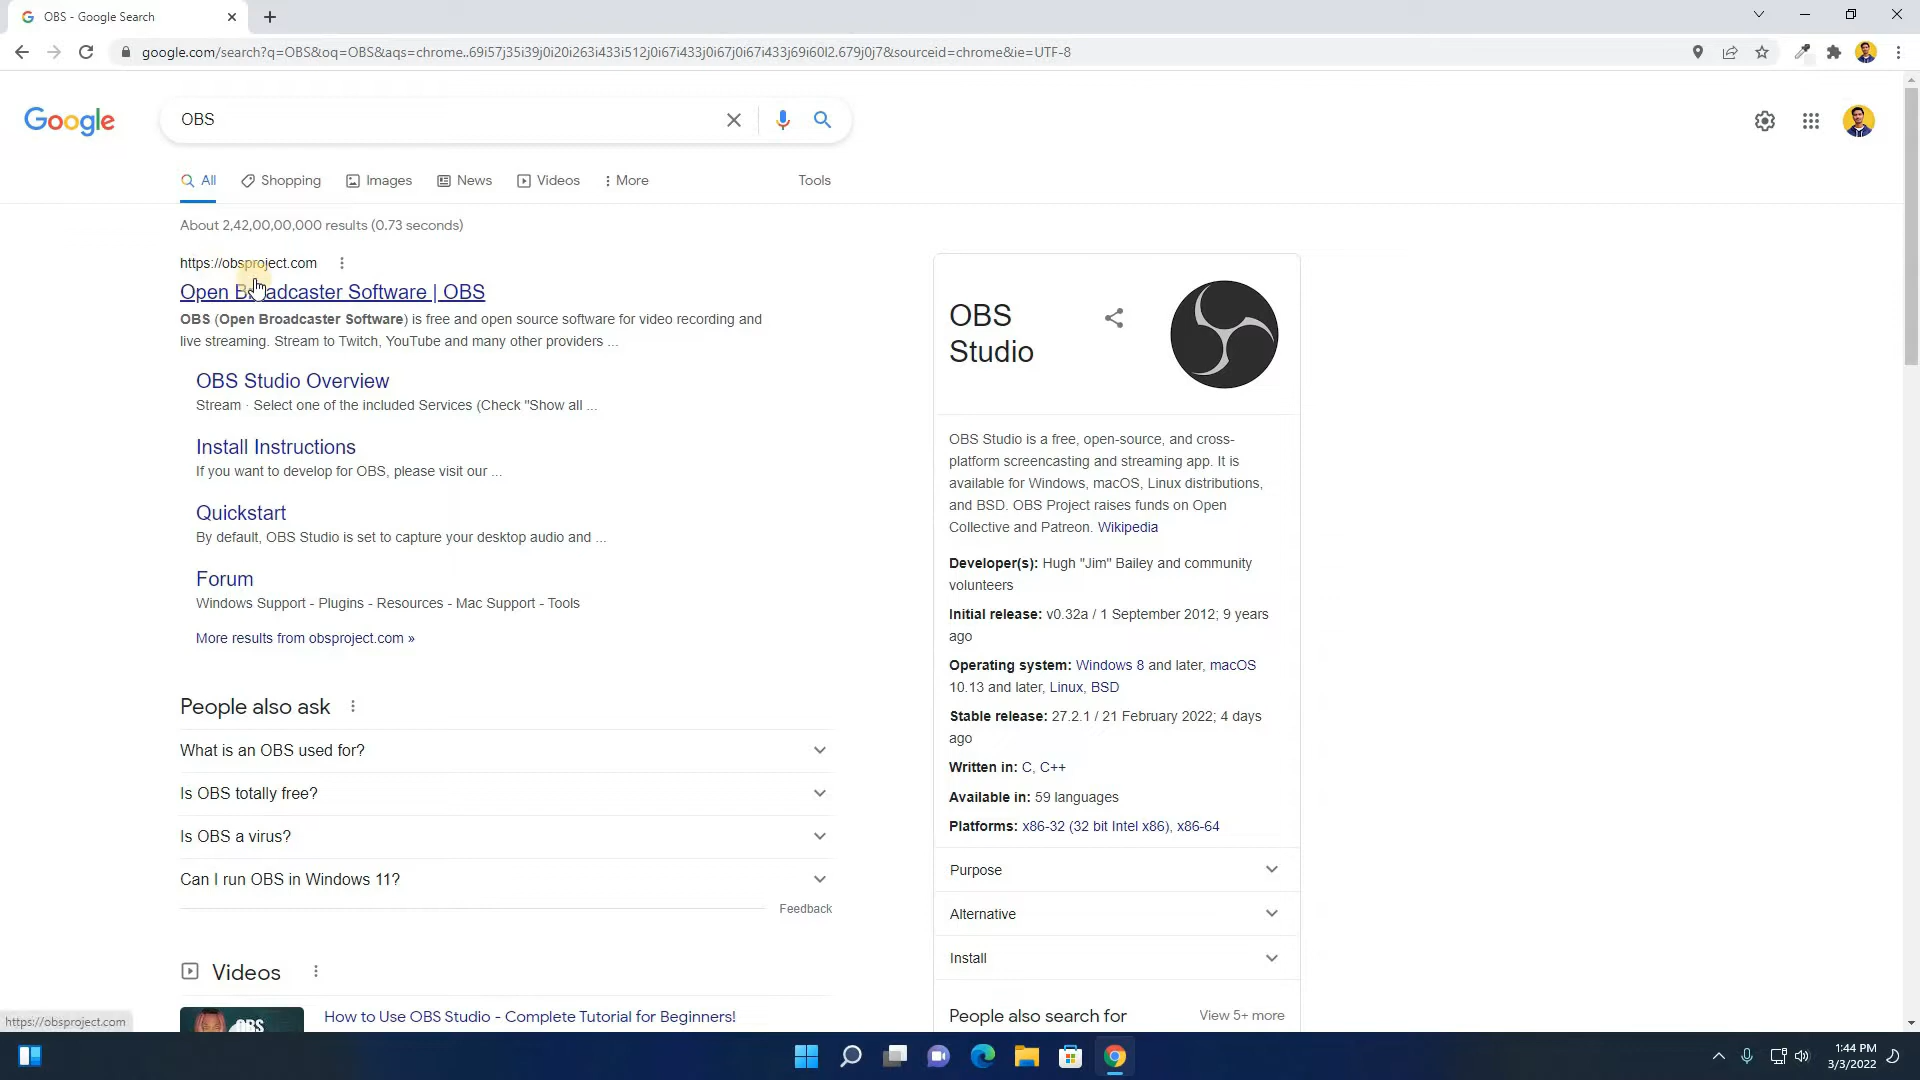 OBS - Google Search
google.com/search?q=OBS&oq=OBS&aqs=chrome..69i57j35i39j0i20i263i433i512j0i67i433j0i67j0i67i433j69i60l2.679j0j7&sourceid=chrome&ie=UTF-8
Google
OBS
All
Shopping
Images
News
Videos
More
Tools
About 2,42,00,00,000 results (0.73 seconds)
https://obsproject.com
Open Broadcaster Software | OBS
OBS (Open Broadcaster Software) is free and open source software for video recording and
live streaming. Stream to Twitch, YouTube and many other providers ...
OBS Studio Overview
Stream · Select one of the included Services (Check "Show all ...
Install Instructions
If you want to develop for OBS, please visit our ...
Quickstart
By default, OBS Studio is set to capture your desktop audio and ...
Forum
Windows Support - Plugins - Resources - Mac Support - Tools
More results from obsproject.com »
People also ask
What is an OBS used for?
Is OBS totally free?
Is OBS a virus?
Can I run OBS in Windows 11?
Feedback
Videos
OBS
How to Use OBS Studio - Complete Tutorial for Beginners!
OBS
Studio
OBS Studio is a free, open-source, and cross-
platform screencasting and streaming app. It is
available for Windows, macOS, Linux distributions,
and BSD. OBS Project raises funds on Open
Collective and Patreon. Wikipedia
Developer(s): Hugh "Jim" Bailey and community
volunteers
Initial release: v0.32a / 1 September 2012; 9 years
ago
Operating system: Windows 8 and later, macOS
10.13 and later, Linux, BSD
Stable release: 27.2.1 / 21 February 2022; 4 days
ago
Written in: C, C++
Available in: 59 languages
Platforms: x86-32 (32 bit Intel x86), x86-64
Purpose
Alternative
Install
People also search for
View 5+ more
https://obsproject.com
1:44 PM
3/3/2022